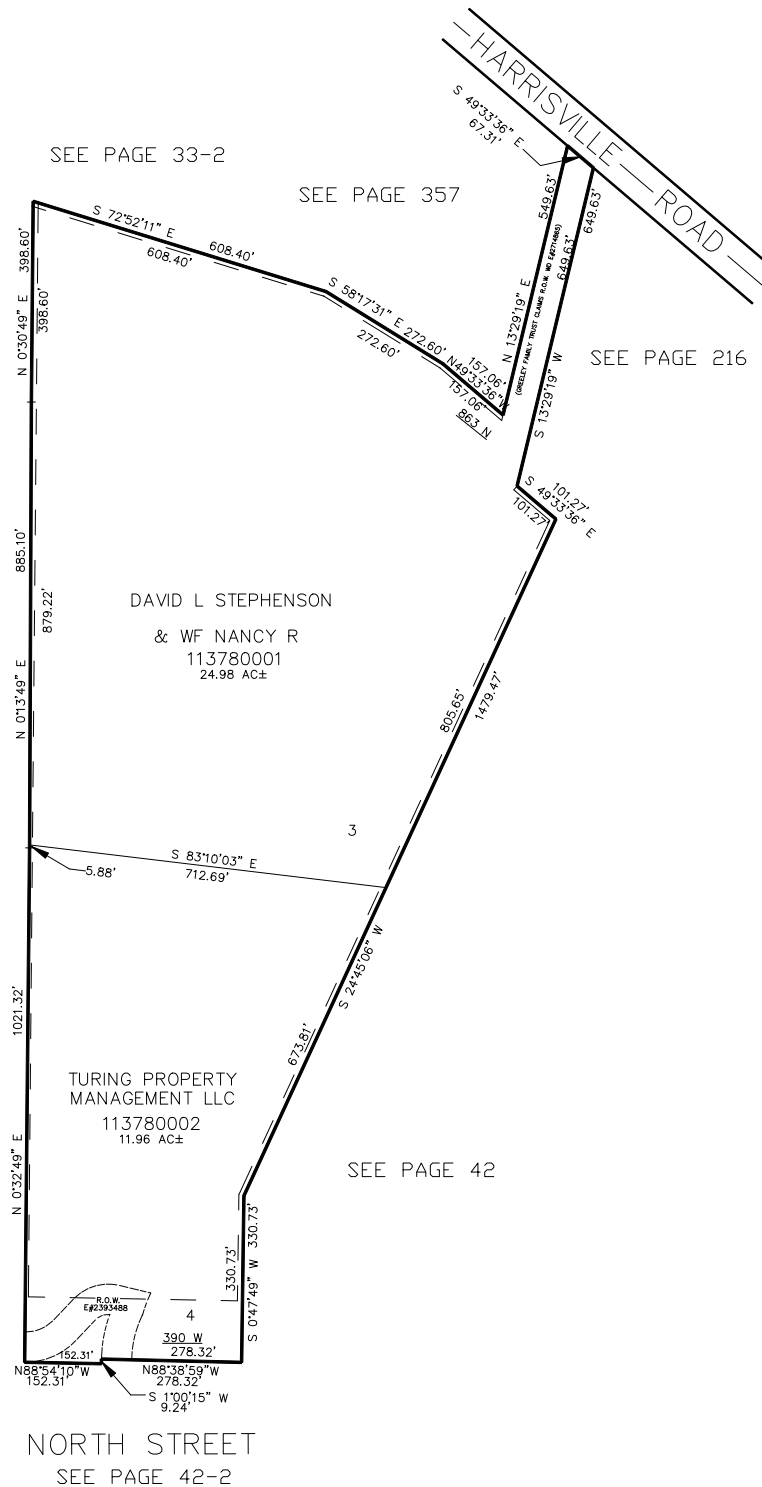 HARRISVILLE ROAD
S 49°33'36" E
67.31'
SEE PAGE 33-2
SEE PAGE 357
549.63'
649.63'
649.63'
N 13°29'19" E
(GREELEY FAMILY TRUST CLAIMS R.O.W. WD E#2714865)
S 13°29'19" W
SEE PAGE 216
S 72°52'11" E
608.40'
608.40'
398.60'
N 0°30'49" E
398.60'
S 58°17'31" E
272.60'
272.60'
157.06'
N49°33'36"W
157.06'
863 N
101.27'
S 49°33'36" E
101.27
885.10'
879.22'
N 0°13'49" E
DAVID L STEPHENSON
& WF NANCY R
113780001
24.98 AC±
805.65'
1479.47'
3
S 83°10'03" E
712.69'
5.88'
S 24°45'06" W
673.81'
1021.32'
N 0°32'49" E
TURING PROPERTY
MANAGEMENT LLC
113780002
11.96 AC±
SEE PAGE 42
330.73'
330.73'
S 0°47'49" W
R.O.W.
E#2393488
4
390 W
152.31'
278.32'
N88°54'10"W
152.31'
N88°38'59"W
278.32'
S 1°00'15" W
9.24'
NORTH STREET
SEE PAGE 42-2